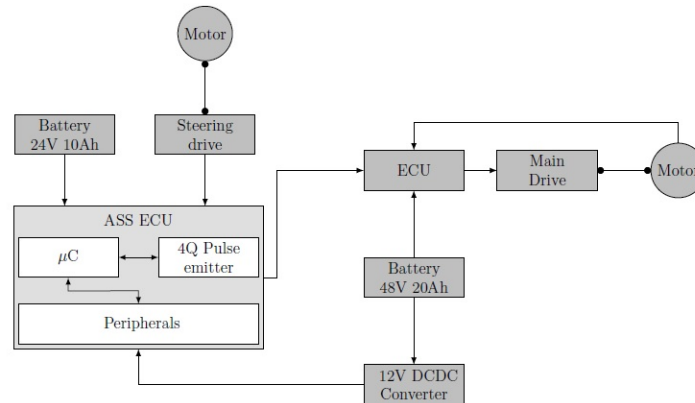 Motor
Battery
24V 10Ah
Steering
drive
ECU
Main
Drive
Motor
ASS ECU
μC
4Q Pulse
emitter
Peripherals
Battery
48V 20Ah
12V DCDC
Converter